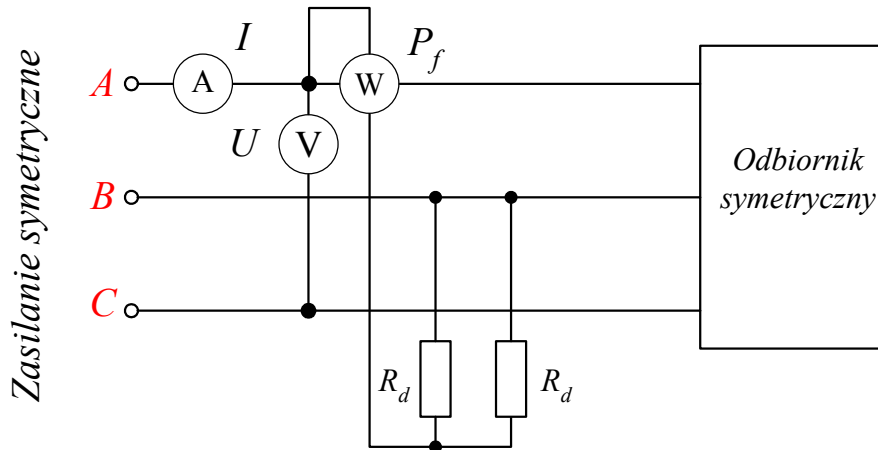 Zasilanie symetryczne
I
P_f
A
A
W
U
V
B
C
Odbiornik
symetryczny
R_d
R_d